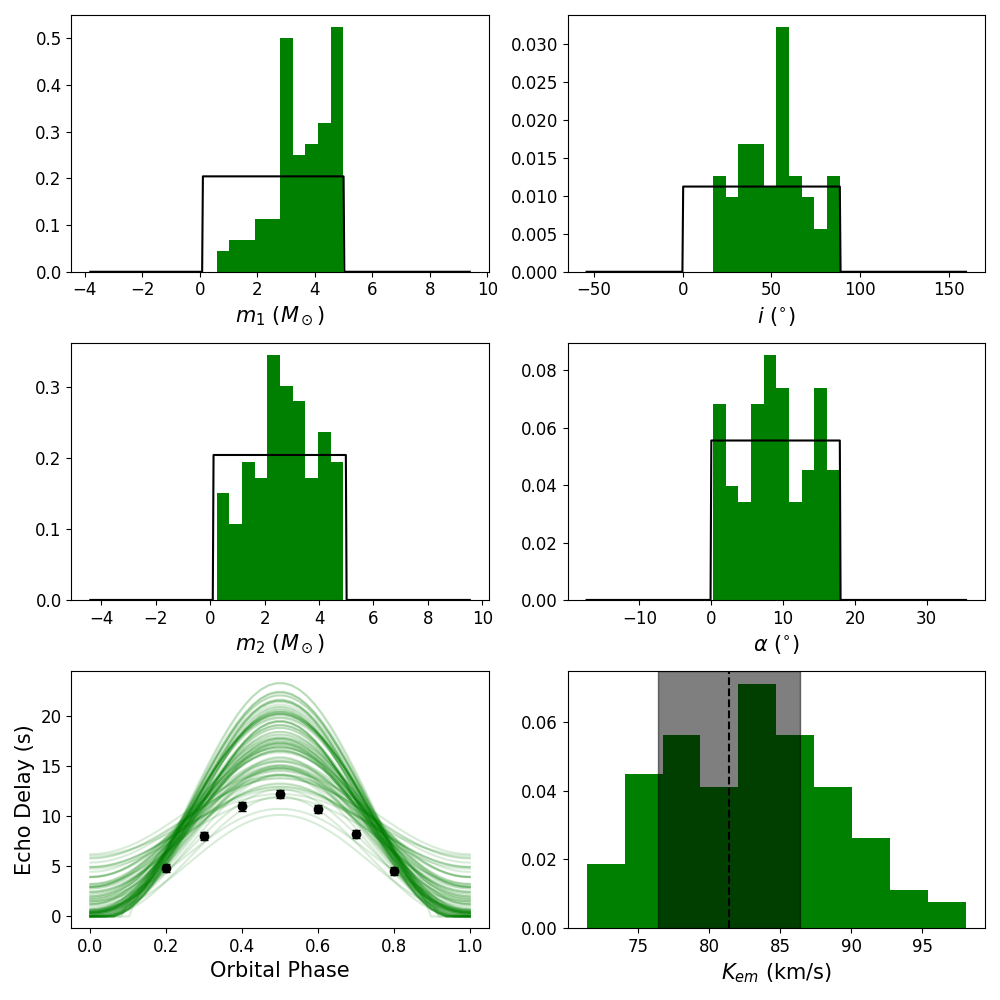 0.5
0.4
0.3
0.2
0.1
0.0
−4 −2 0 2 4 6 8 10
m₁ (M⊙)
0.030
0.025
0.020
0.015
0.010
0.005
0.000
−50 0 50 100 150
i (°)
0.3
0.2
0.1
0.0
−4 −2 0 2 4 6 8 10
m₂ (M⊙)
0.08
0.06
0.04
0.02
0.00
−10 0 10 20 30
α (°)
Echo Delay (s)
20
15
10
5
0
0.0 0.2 0.4 0.6 0.8 1.0
Orbital Phase
0.06
0.04
0.02
0.00
75 80 85 90 95
K_em (km/s)